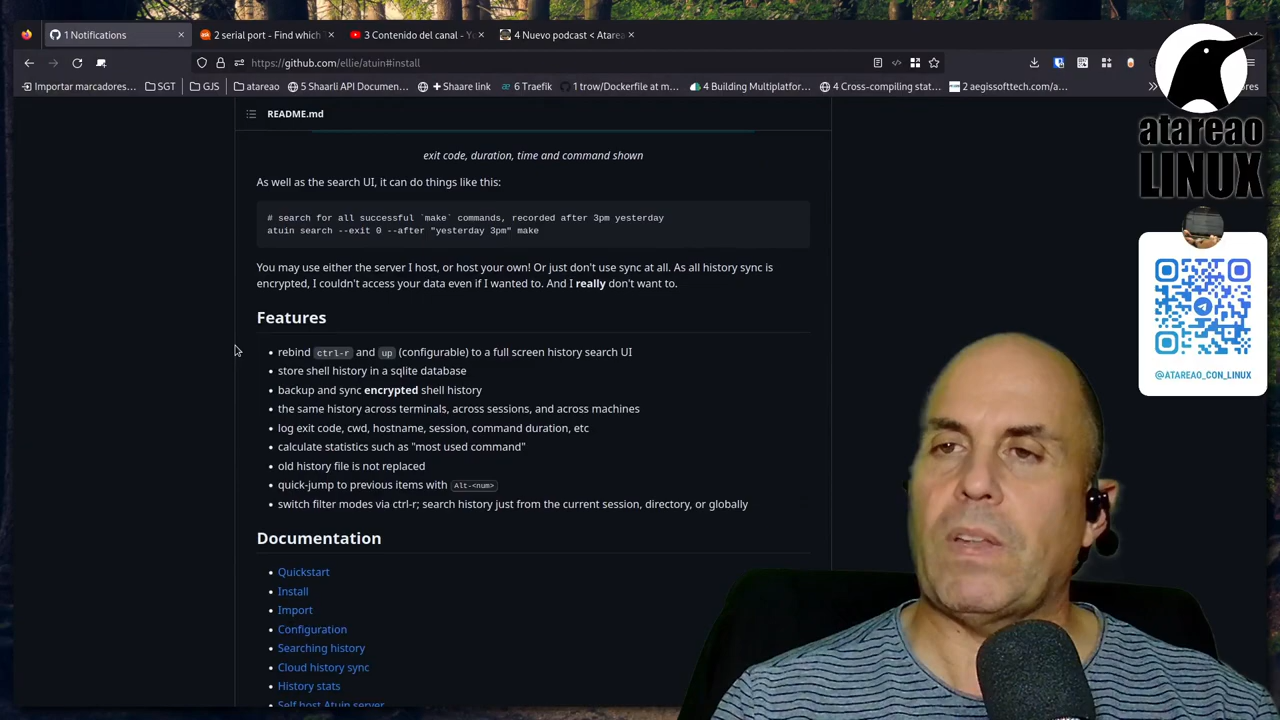 1 Notifications
2 serial port - Find which
3 Contenido del canal - Yo
4 Nuevo podcast < Atarea
https://github.com/ellie/atuin#install
Importar marcadores...
SGT
GJS
atareao
5 Shaarli API Documen...
Share link
6 Traefik
1 trow/Dockerfile at m...
4 Building Multiplatfor...
4 Cross-compiling stat...
2 aegissofttech.com/a...
README.md
exit code, duration, time and command shown
As well as the search UI, it can do things like this:
# search for all successful `make` commands, recorded after 3pm yesterday
atuin search --exit 0 --after "yesterday 3pm" make
You may use either the server I host, or host your own! Or just don't use sync at all. As all history sync is
encrypted, I couldn't access your data even if I wanted to. And I really don't want to.
Features
rebind ctrl-r and up (configurable) to a full screen history search UI
store shell history in a sqlite database
backup and sync encrypted shell history
the same history across terminals, across sessions, and across machines
log exit code, cwd, hostname, session, command duration, etc
calculate statistics such as "most used command"
old history file is not replaced
quick-jump to previous items with Alt-<num>
switch filter modes via ctrl-r; search history just from the current session, directory, or globally
Documentation
Quickstart
Install
Import
Configuration
Searching history
Cloud history sync
History stats
Self host Atuin server
atareao
LINUX
@ATAREAO_CON_LINUX